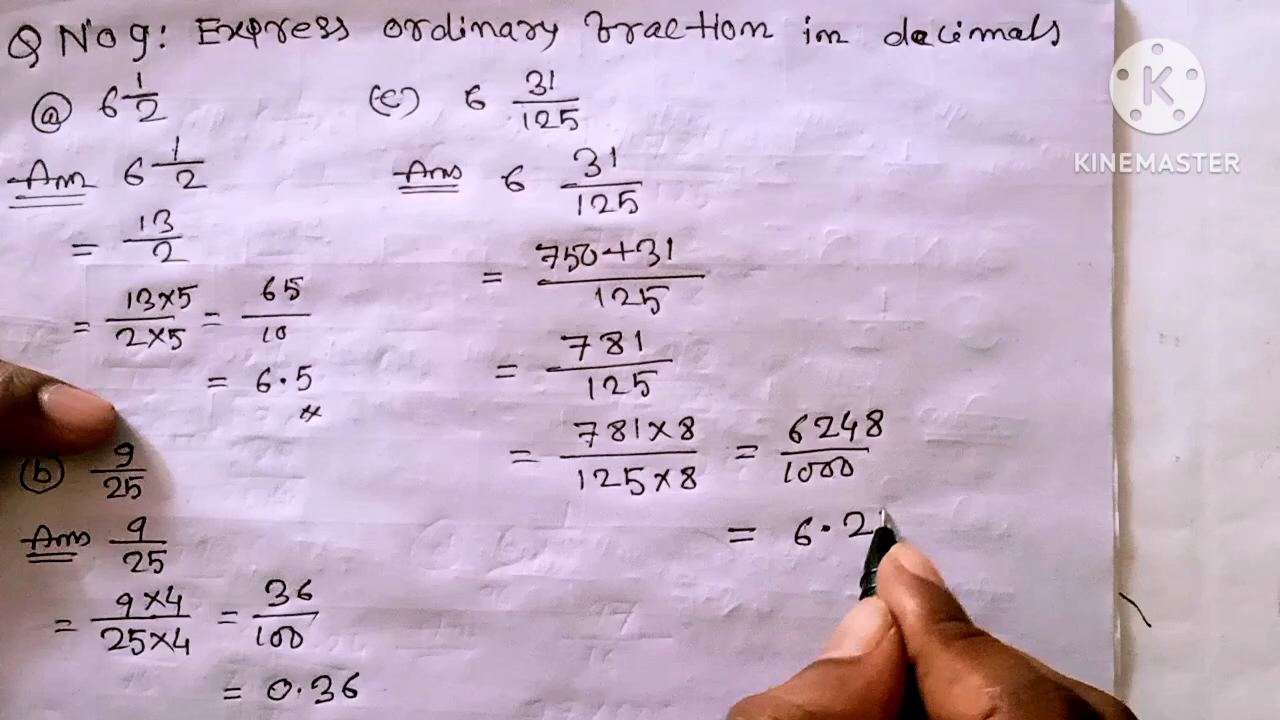 Q No 9: Express ordinary fraction in decimals
(a) 6 1/2
Ans 6 1/2
= 13/2
= 13×5/2×5 = 65/10
= 6.5
(b) 9/25
Ans 9/25
= 9×4/25×4 = 36/100
= 0.36
(c) 6 31/125
Ans 6 31/125
= 750+31/125
= 781/125
= 781×8/125×8 = 6248/1000
= 6.2
K
KINEMASTER